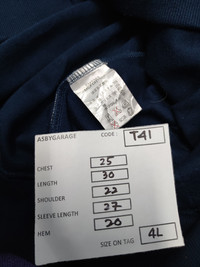 ASBYGARAGE CODE: T41
CHEST 25
LENGTH 30
SHOULDER 22
SLEEVE LENGTH 27
HEM 20
SIZE ON TAG 4L